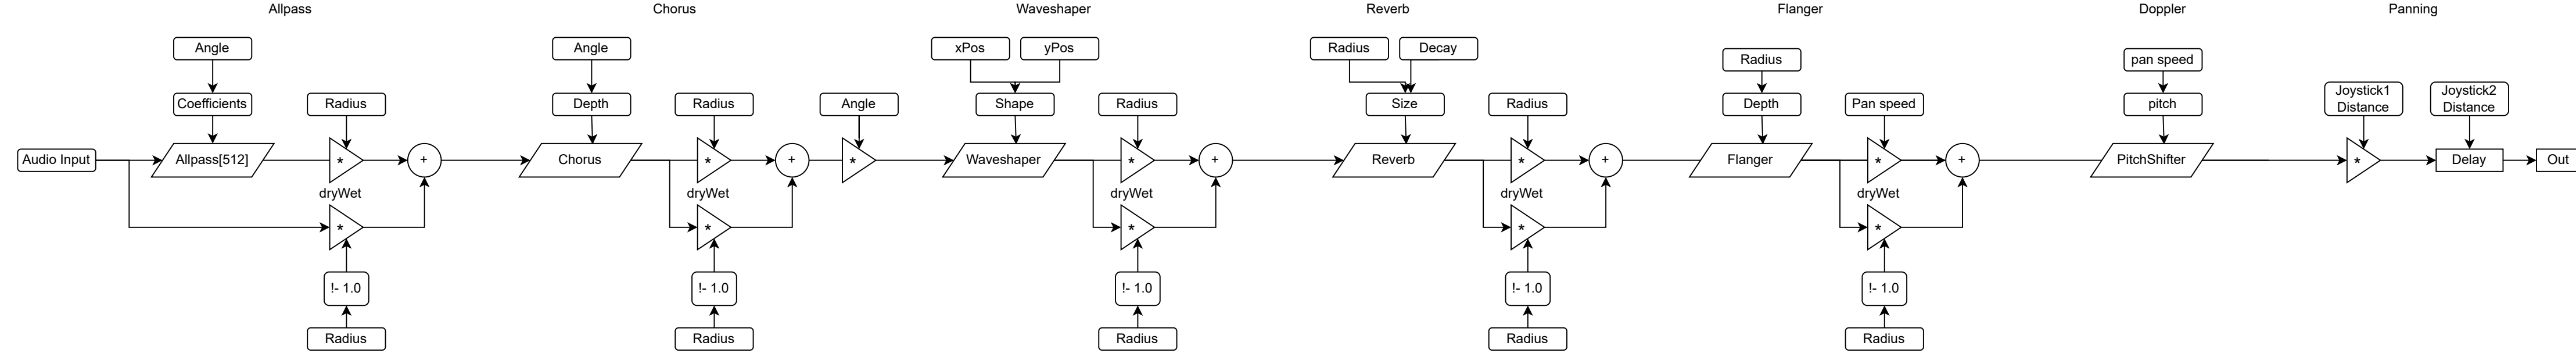 Allpass
Chorus
Waveshaper
Reverb
Flanger
Doppler
Panning
Angle
Angle
xPos
yPos
Radius
Decay
Radius
pan speed
Coefficients
Radius
Depth
Radius
Angle
Shape
Radius
Size
Radius
Depth
Pan speed
pitch
Joystick1
Distance
Joystick2
Distance
Audio Input
Allpass[512]
*
+
Chorus
*
+
*
Waveshaper
*
+
Reverb
*
+
Flanger
*
+
PitchShifter
*
Delay
Out
dryWet
dryWet
dryWet
dryWet
dryWet
*
*
*
*
*
!- 1.0
!- 1.0
!- 1.0
!- 1.0
!- 1.0
Radius
Radius
Radius
Radius
Radius